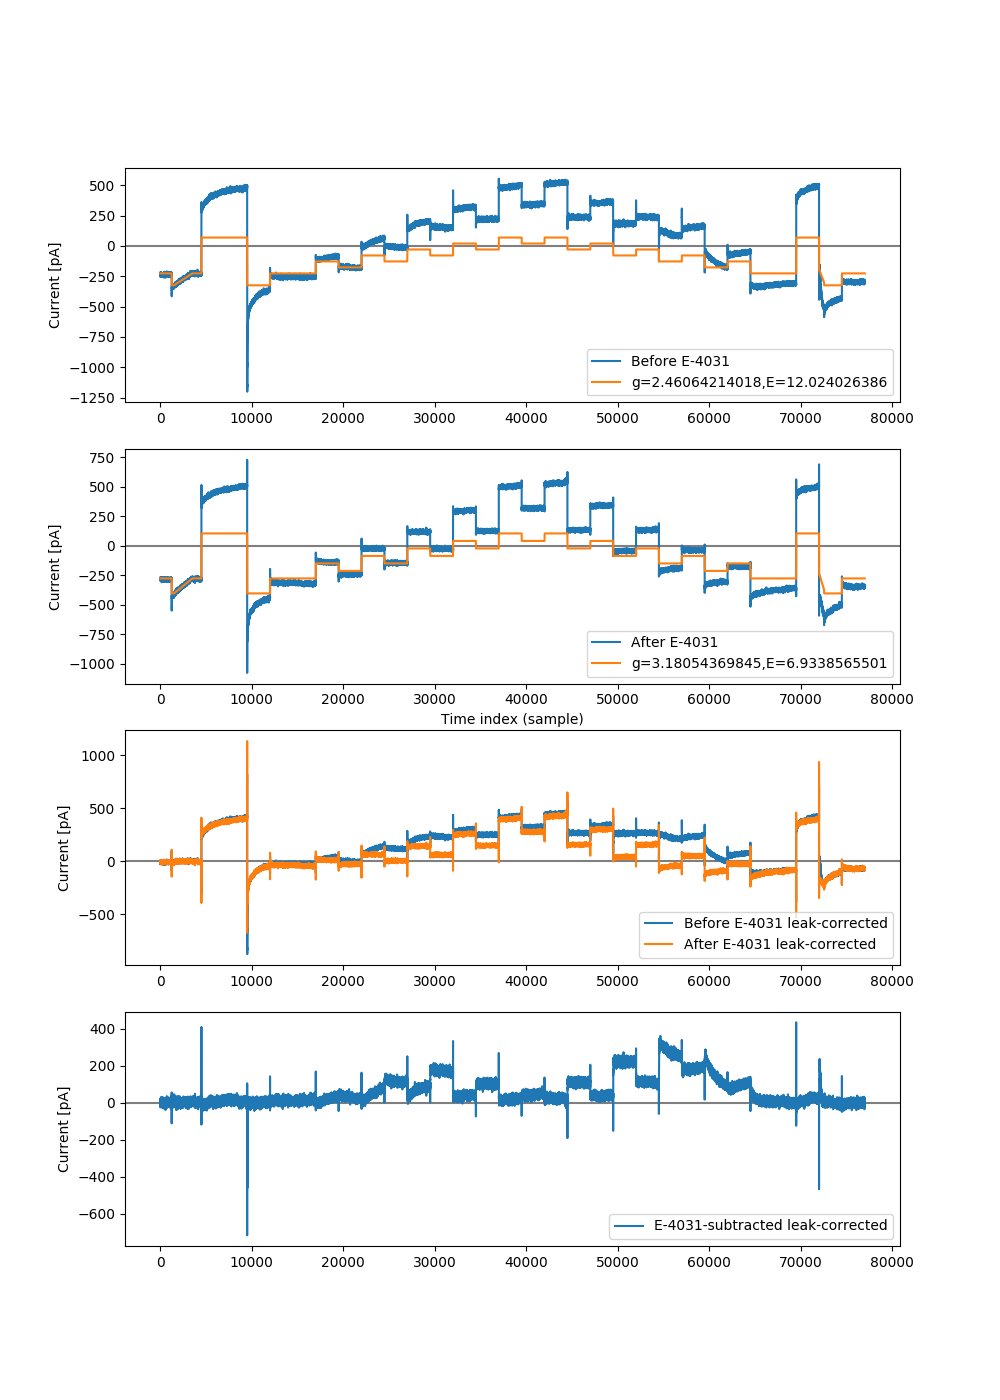 500
250
0
−250
−500
−750
−1000
−1250
Current [pA]
Before E-4031
g=2.46064214018,E=12.024026386
0 10000 20000 30000 40000 50000 60000 70000 80000
750
500
250
0
−250
−500
−750
−1000
Current [pA]
After E-4031
g=3.18054369845,E=6.9338565501
0 10000 20000 30000 40000 50000 60000 70000 80000
Time index (sample)
1000
500
0
−500
Current [pA]
Before E-4031 leak-corrected
After E-4031 leak-corrected
0 10000 20000 30000 40000 50000 60000 70000 80000
400
200
0
−200
−400
−600
Current [pA]
E-4031-subtracted leak-corrected
0 10000 20000 30000 40000 50000 60000 70000 80000